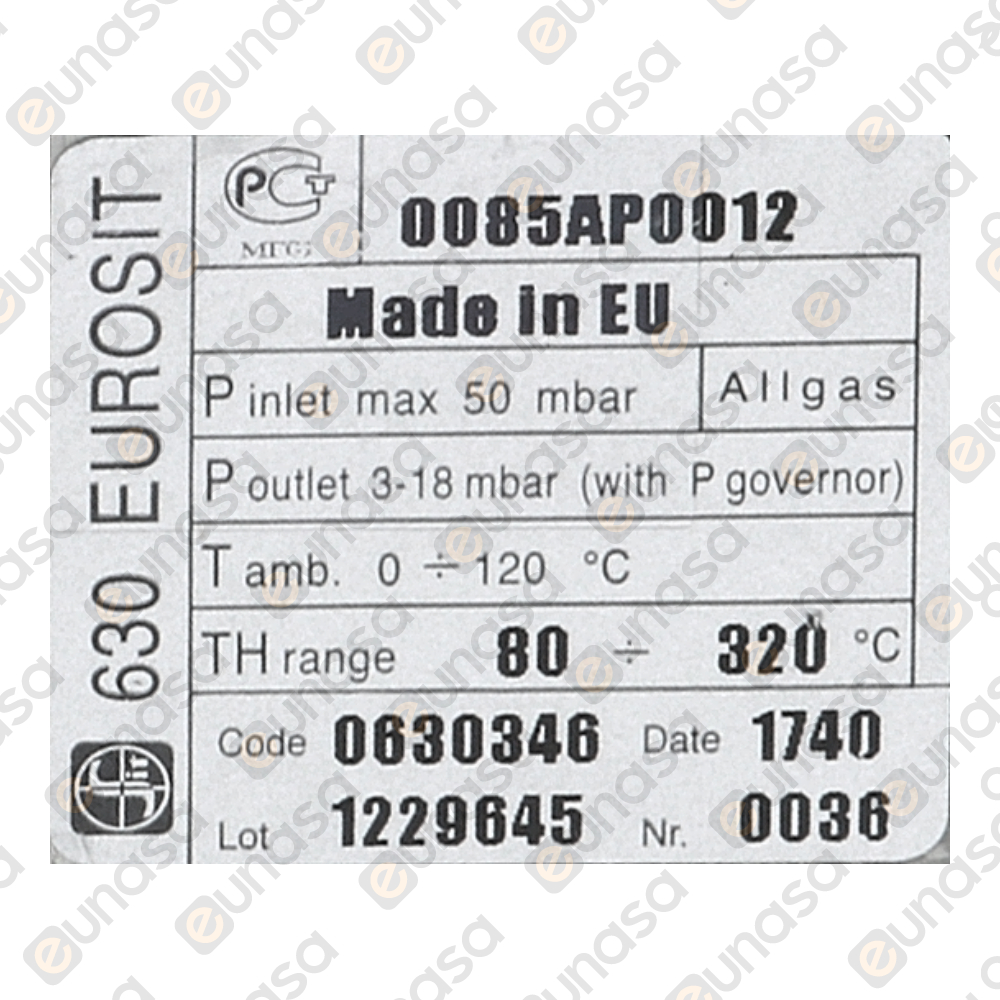 630 EUROSIT
PCT
0085AP0012
Made in EU
P inlet max 50 mbar
Allgas
P outlet 3-18 mbar (with P governor)
T amb. 0 ÷ 120 °C
TH range 80 ÷ 320 °C
Code 0630346 Date 1740
Lot 1229645 Nr. 0036
eunasa